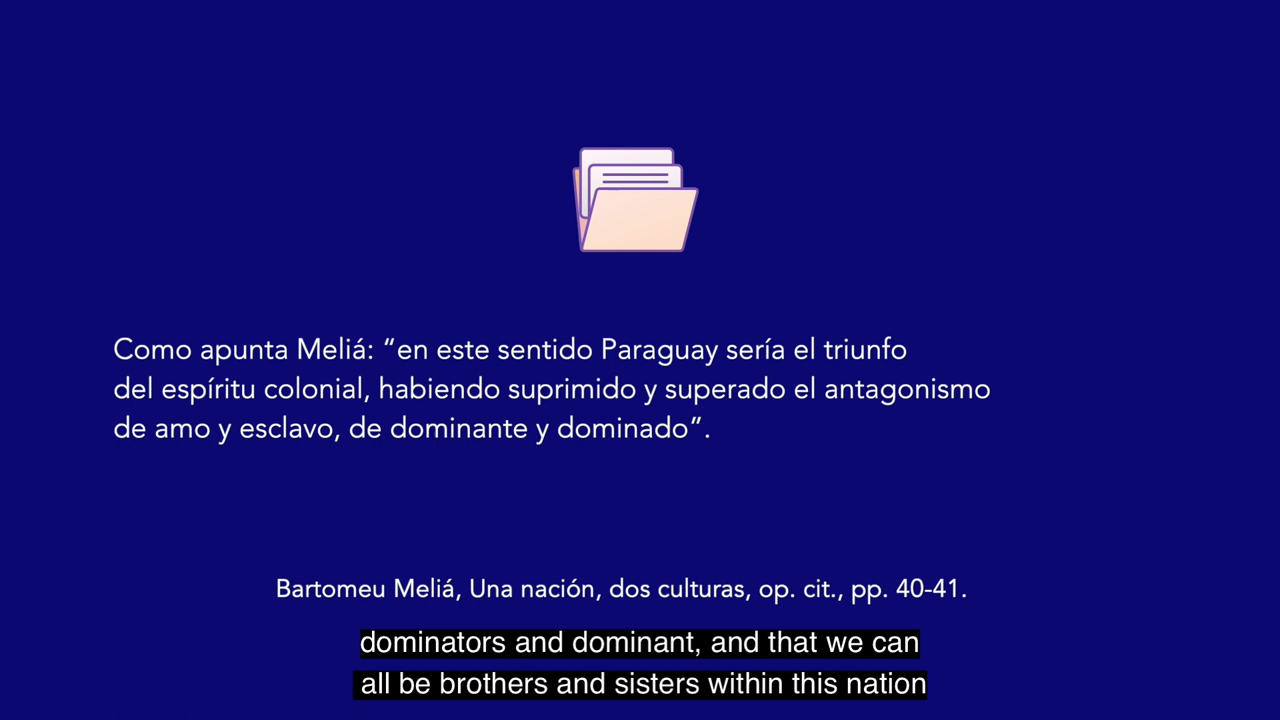 Como apunta Meliá: “en este sentido Paraguay sería el triunfo
del espíritu colonial, habiendo suprimido y superado el antagonismo
de amo y esclavo, de dominante y dominado”.
Bartomeu Meliá, Una nación, dos culturas, op. cit., pp. 40-41.
dominators and dominant, and that we can
all be brothers and sisters within this nation